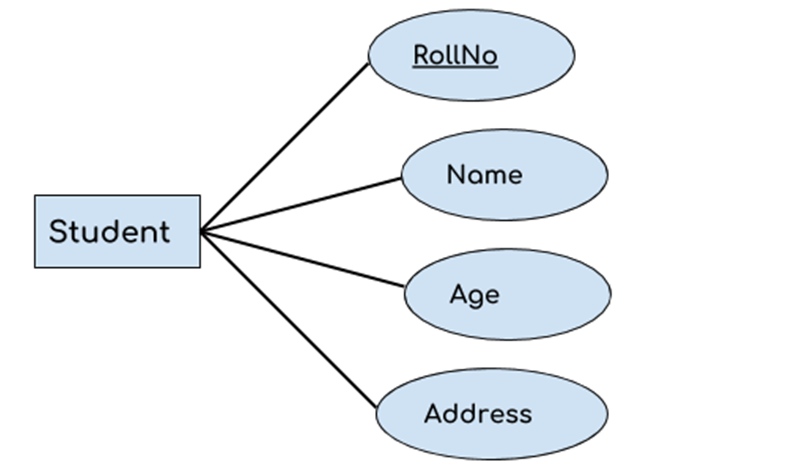 RollNo
Name
Student
Age
Address